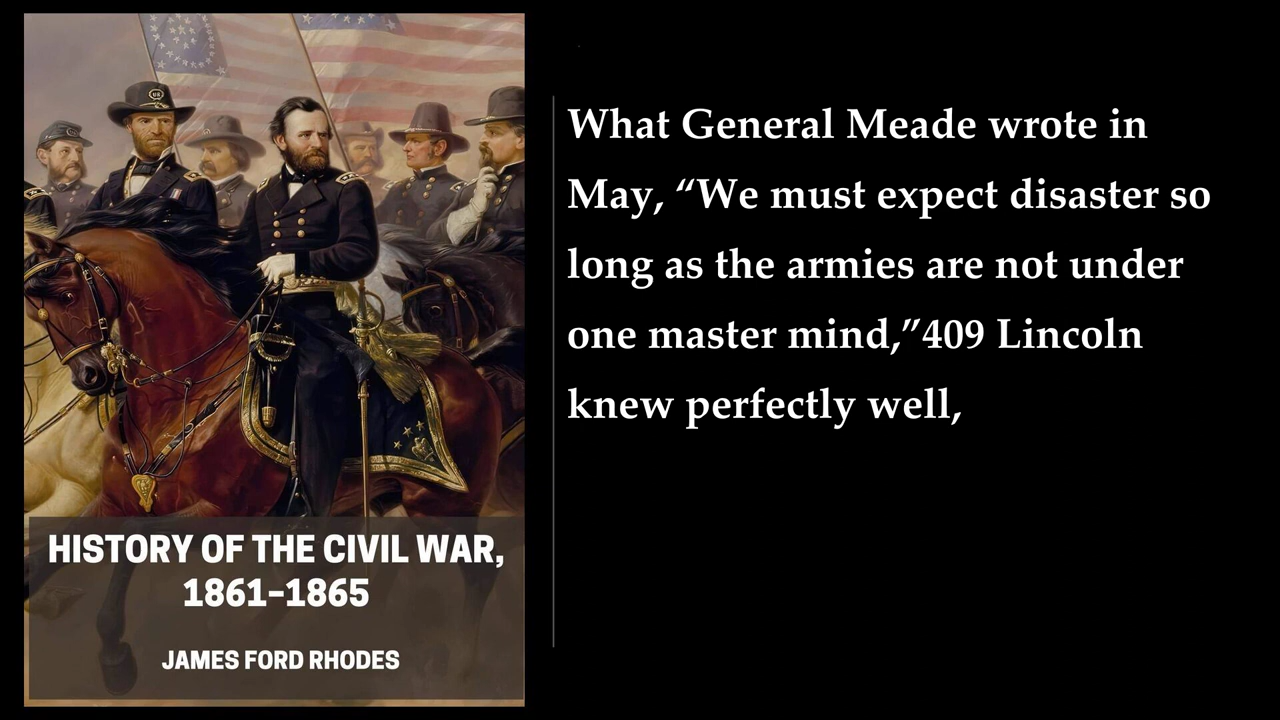 HISTORY OF THE CIVIL WAR,
1861–1865
JAMES FORD RHODES
What General Meade wrote in
May, “We must expect disaster so
long as the armies are not under
one master mind,”409 Lincoln
knew perfectly well,